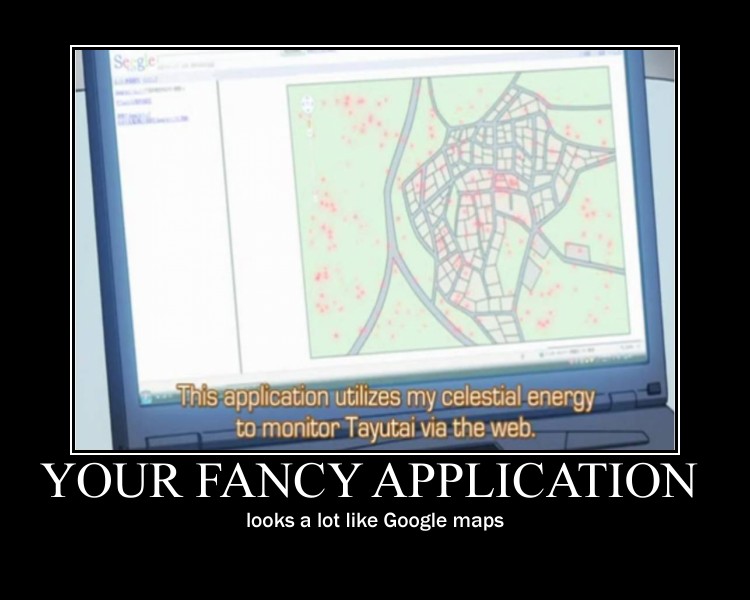 Seegle
This application utilizes my celestial energy
to monitor Tayutai via the web.
YOUR FANCY APPLICATION
looks a lot like Google maps